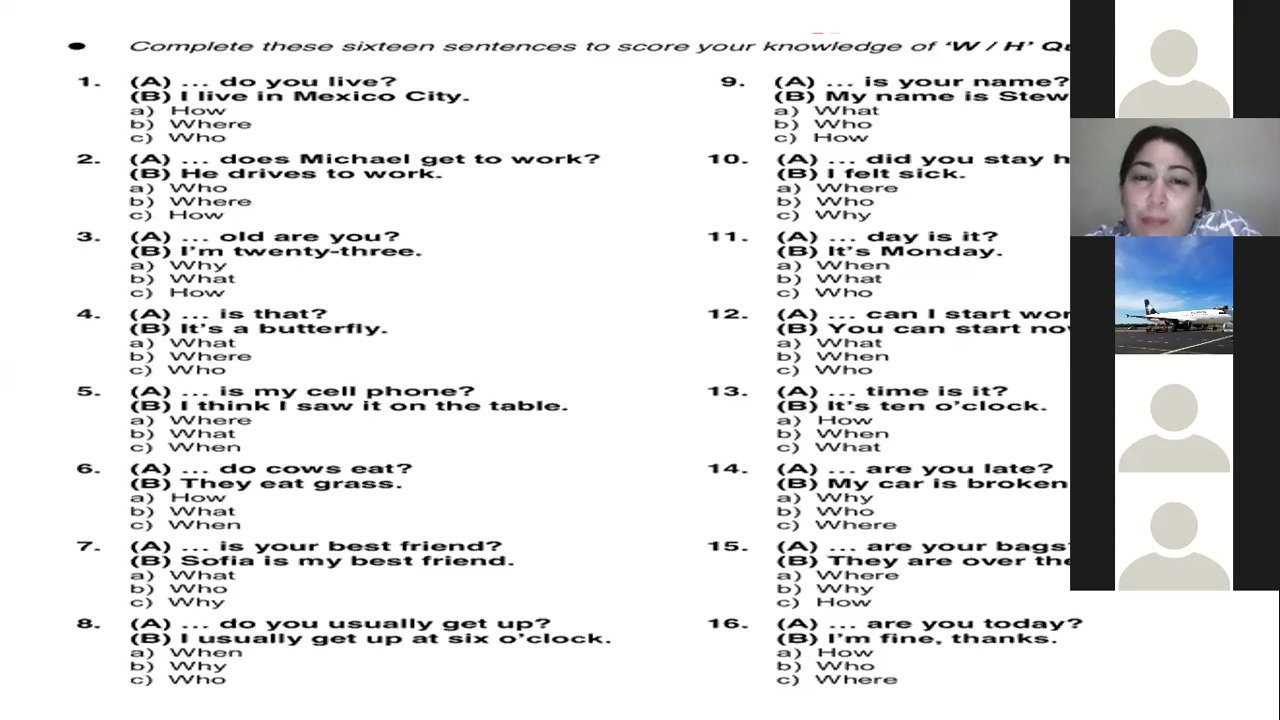 • Complete these sixteen sentences to score your knowledge of 'W / H'
1. (A) ... do you live?
(B) I live in Mexico City.
a) How
b) Where
c) Who
2. (A) ... does Michael get to work?
(B) He drives to work.
a) Who
b) Where
c) How
3. (A) ... old are you?
(B) I'm twenty-three.
a) Why
b) What
c) How
4. (A) ... is that?
(B) It's a butterfly.
a) What
b) Where
c) Who
5. (A) ... is my cell phone?
(B) I think I saw it on the table.
a) Where
b) What
c) When
6. (A) ... do cows eat?
(B) They eat grass.
a) How
b) What
c) When
7. (A) ... is your best friend?
(B) Sofia is my best friend.
a) What
b) Who
c) Why
8. (A) ... do you usually get up?
(B) I usually get up at six o'clock.
a) When
b) Why
c) Who
9. (A) ... is your name?
(B) My name is Stew
a) What
b) Who
c) How
10. (A) ... did you stay
(B) I felt sick.
a) Where
b) Who
c) Why
11. (A) ... day is it?
(B) It's Monday.
a) When
b) What
c) Who
12. (A) ... can I start
(B) You can start
a) What
b) When
c) Who
13. (A) ... time is it?
(B) It's ten o'clock.
a) How
b) When
c) What
14. (A) ... are you late?
(B) My car is broken
a) Why
b) Who
c) Where
15. (A) ... are your bags
(B) They are over
a) Where
b) Why
c) How
16. (A) ... are you today?
(B) I'm fine, thanks.
a) How
b) Who
c) Where